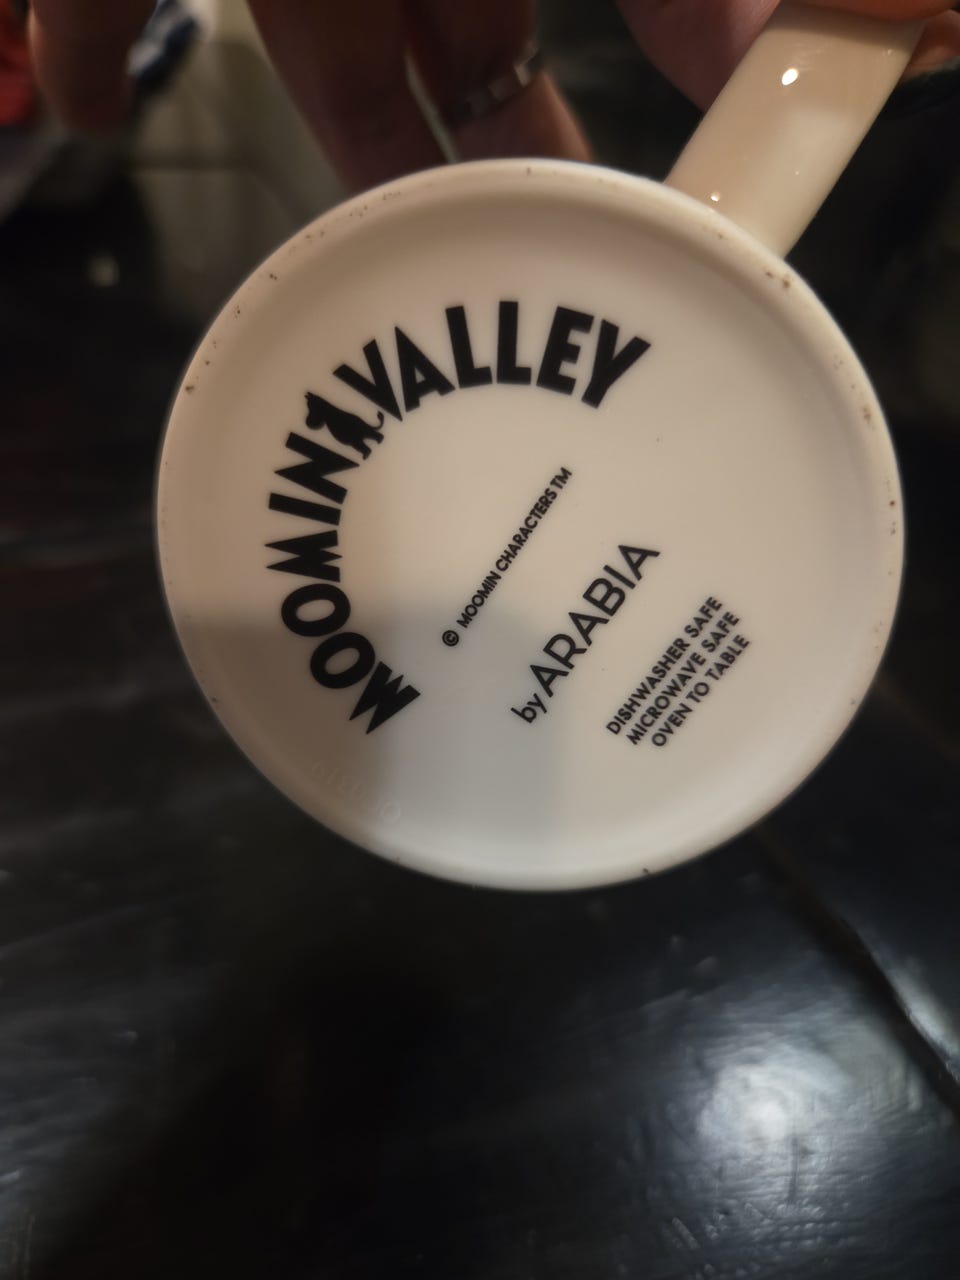 MOOMINVALLEY
© MOOMIN CHARACTERS TM
by ARABIA
DISHWASHER SAFE
MICROWAVE SAFE
OVEN TO TABLE